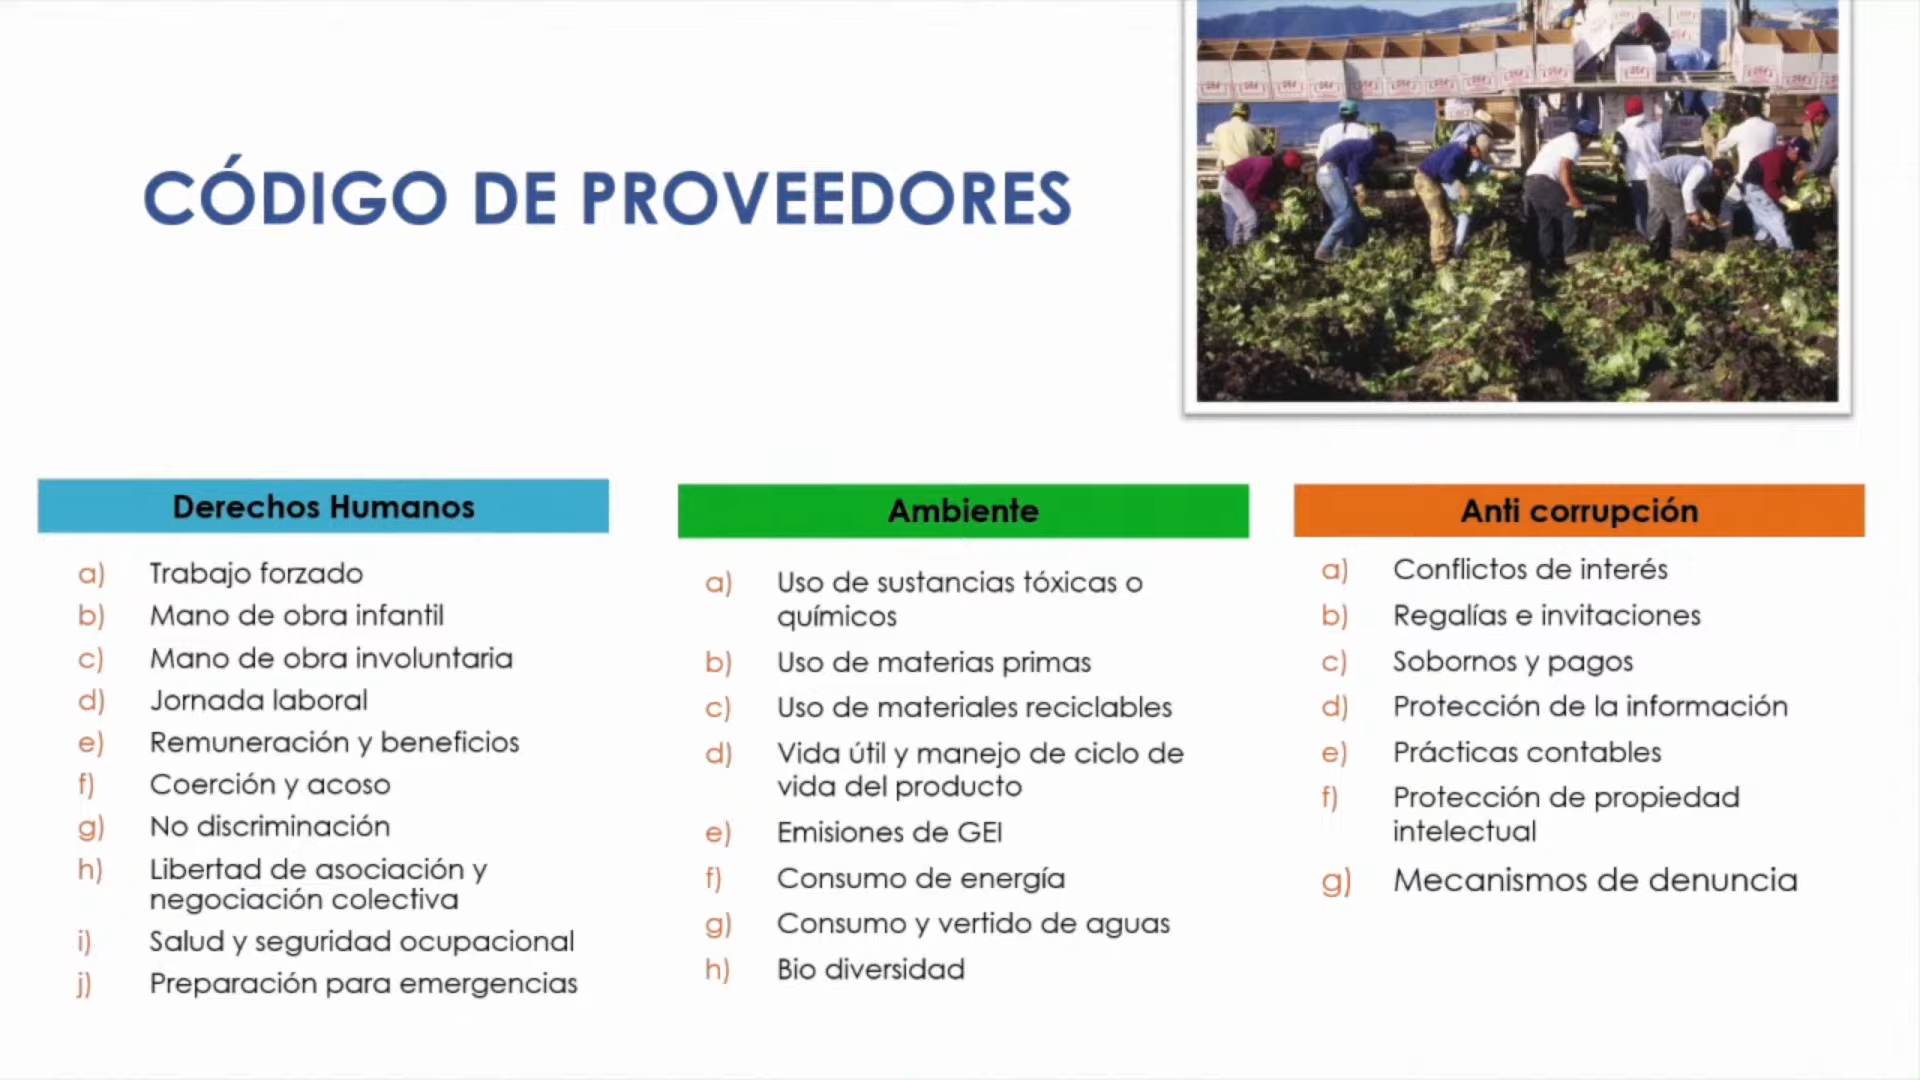 CÓDIGO DE PROVEEDORES
Derechos Humanos
a) Trabajo forzado
b) Mano de obra infantil
c) Mano de obra involuntaria
d) Jornada laboral
e) Remuneración y beneficios
f) Coerción y acoso
g) No discriminación
h) Libertad de asociación y
negociación colectiva
i) Salud y seguridad ocupacional
j) Preparación para emergencias
Ambiente
a) Uso de sustancias tóxicas o
químicos
b) Uso de materias primas
c) Uso de materiales reciclables
d) Vida útil y manejo de ciclo de
vida del producto
e) Emisiones de GEI
f) Consumo de energía
g) Consumo y vertido de aguas
h) Bio diversidad
Anti corrupción
a) Conflictos de interés
b) Regalías e invitaciones
c) Sobornos y pagos
d) Protección de la información
e) Prácticas contables
f) Protección de propiedad
intelectual
g) Mecanismos de denuncia